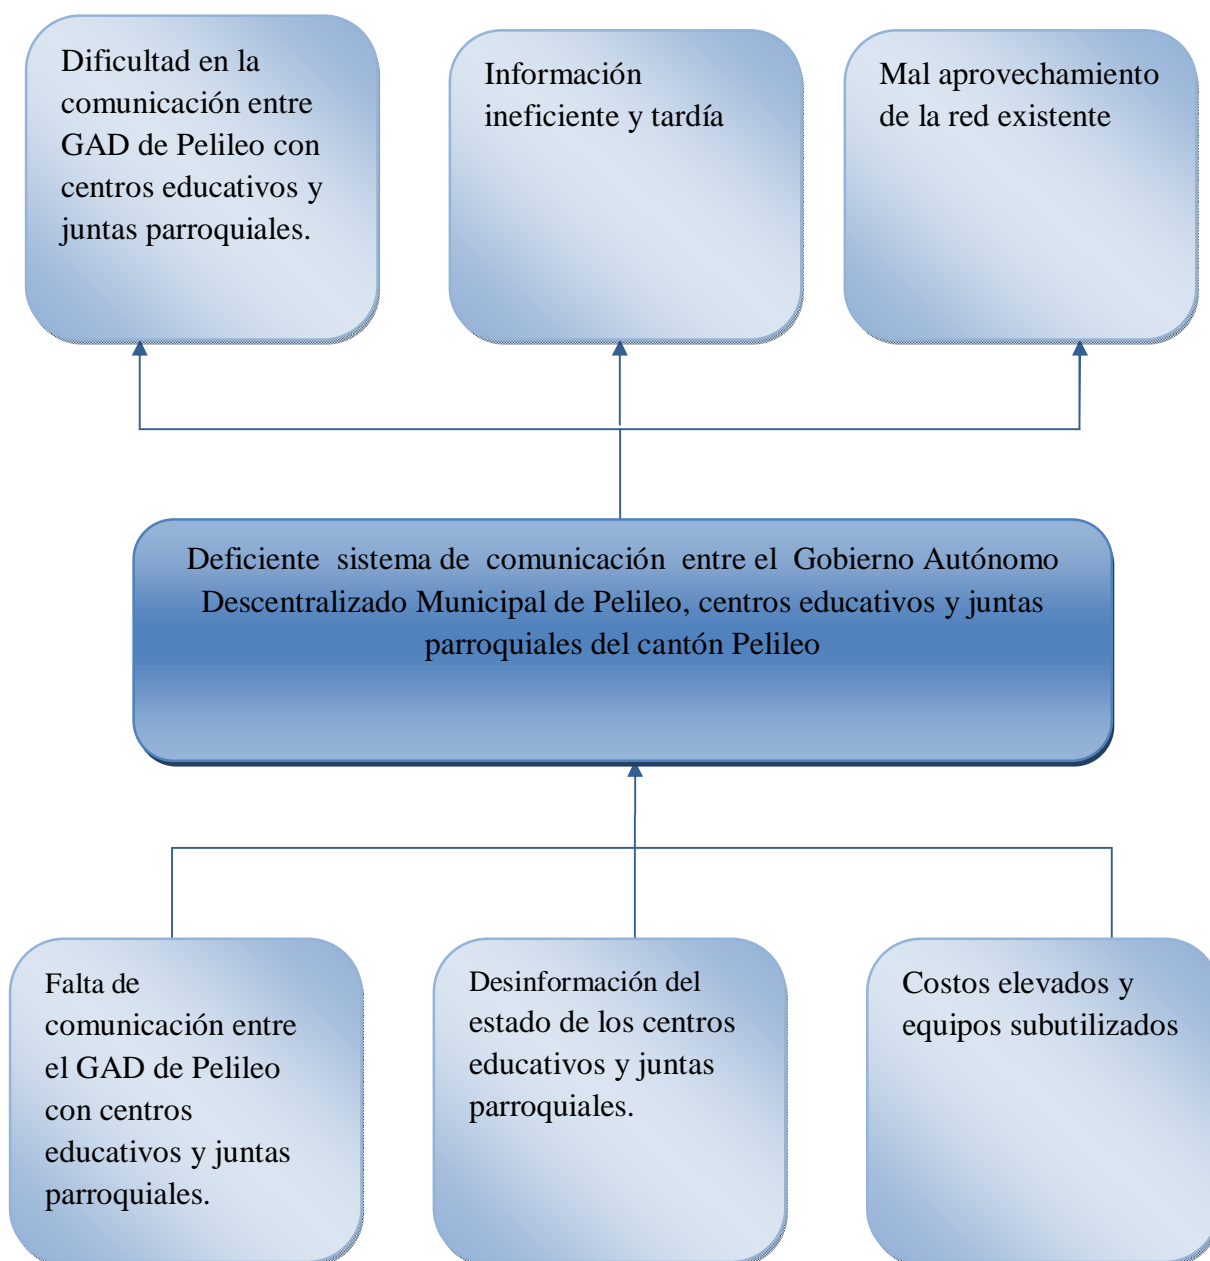 Dificultad en la
comunicación entre
GAD de Pelileo con
centros educativos y
juntas parroquiales.
Información
ineficiente y tardía
Mal aprovechamiento
de la red existente
Deficiente sistema de comunicación entre el Gobierno Autónomo
Descentralizado Municipal de Pelileo, centros educativos y juntas
parroquiales del cantón Pelileo
Falta de
comunicación entre
el GAD de Pelileo
con centros
educativos y juntas
parroquiales.
Desinformación del
estado de los centros
educativos y juntas
parroquiales.
Costos elevados y
equipos subutilizados